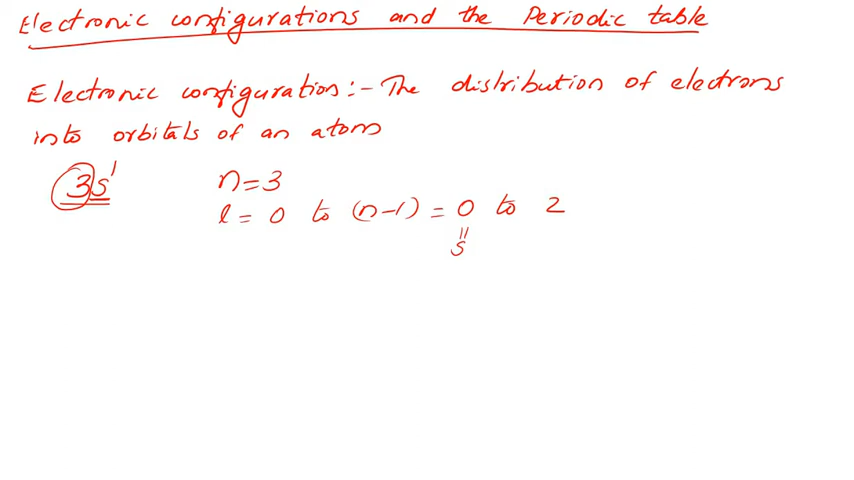 Electronic configurations and the Periodic table
Electronic configuration:- The distribution of electrons
into orbitals of an atom
3s¹ n=3
l = 0 to (n-1) = 0 to 2
=
s